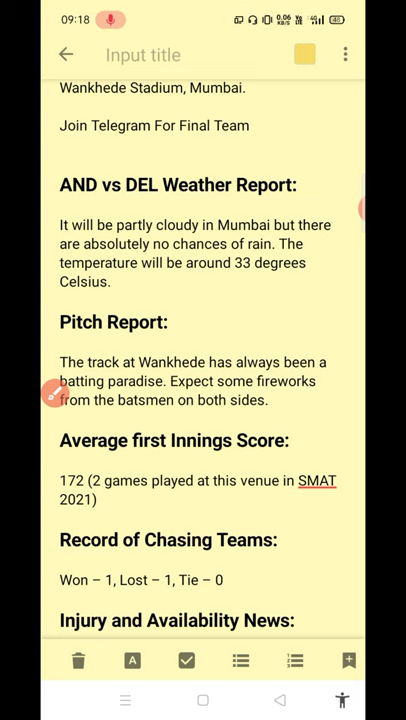 09:18
0.06
KB/S
Input title
Wankhede Stadium, Mumbai.
Join Telegram For Final Team
AND vs DEL Weather Report:
It will be partly cloudy in Mumbai but there
are absolutely no chances of rain. The
temperature will be around 33 degrees
Celsius.
Pitch Report:
The track at Wankhede has always been a
batting paradise. Expect some fireworks
from the batsmen on both sides.
Average first Innings Score:
172 (2 games played at this venue in SMAT
2021)
Record of Chasing Teams:
Won – 1, Lost – 1, Tie – 0
Injury and Availability News:
A